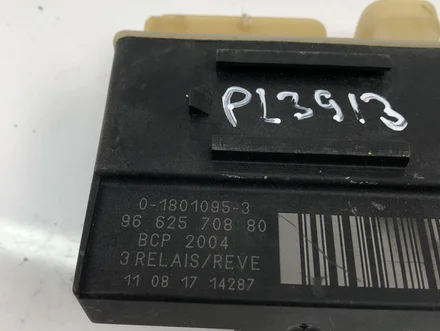 PL3913
0-1801095-3
96 625 708 80
BCP 2004
3 RELAIS/REVE
11 08 17 14287